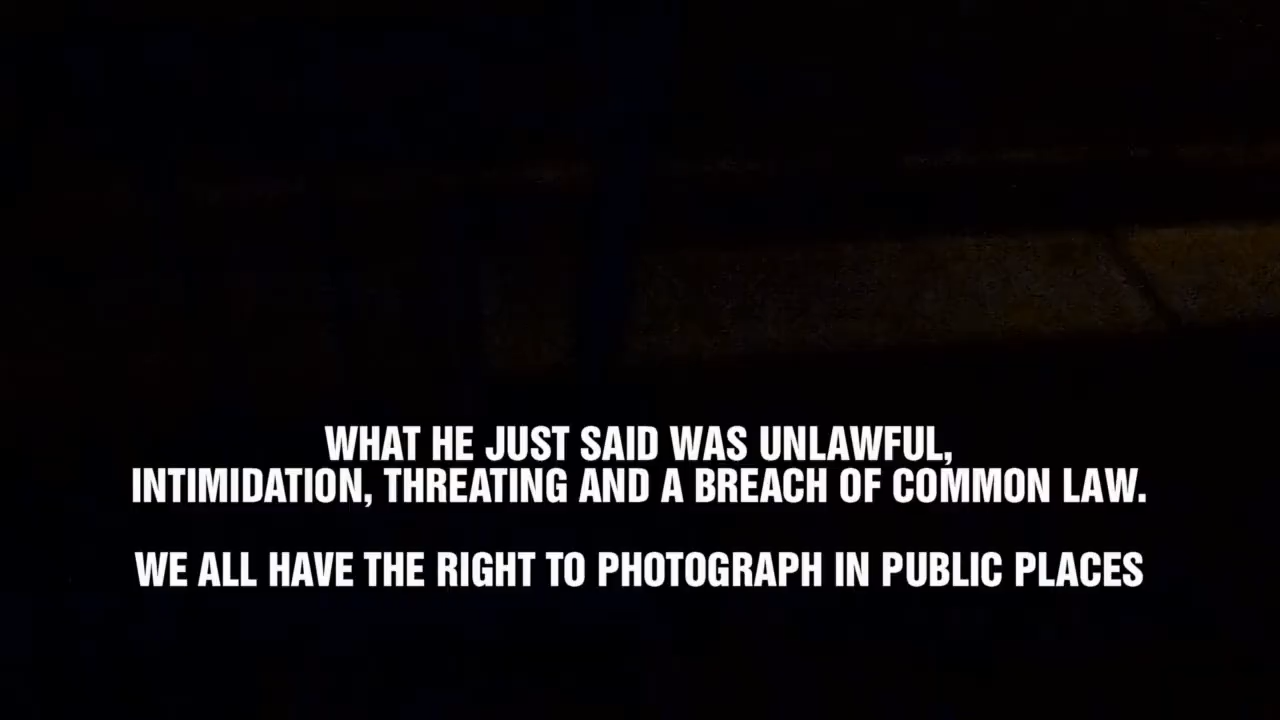 WHAT HE JUST SAID WAS UNLAWFUL,
INTIMIDATION, THREATING AND A BREACH OF COMMON LAW.
WE ALL HAVE THE RIGHT TO PHOTOGRAPH IN PUBLIC PLACES